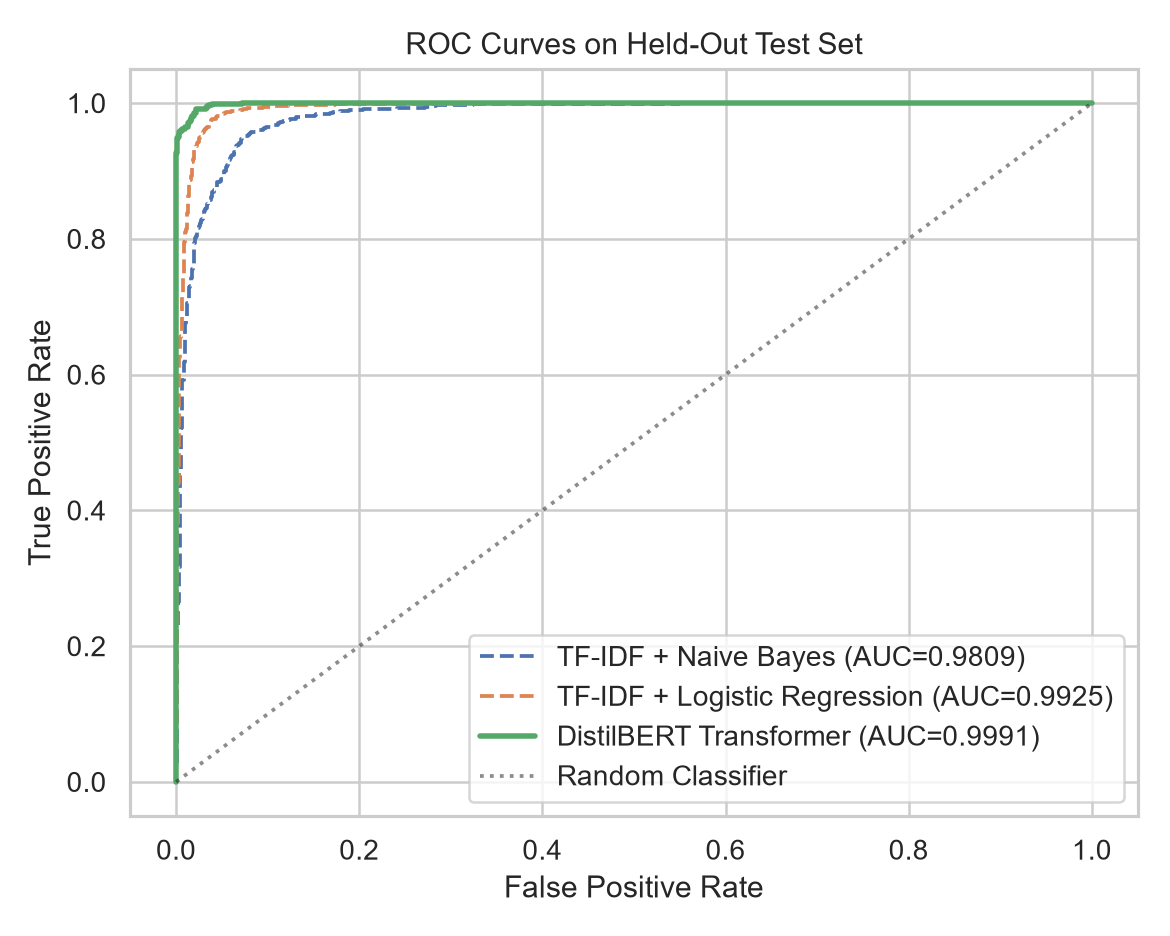 ROC Curves on Held-Out Test Set
1.0
0.8
0.6
0.4
0.2
0.0
True Positive Rate
TF-IDF + Naive Bayes (AUC=0.9809)
TF-IDF + Logistic Regression (AUC=0.9925)
DistilBERT Transformer (AUC=0.9991)
Random Classifier
0.0 0.2 0.4 0.6 0.8 1.0
False Positive Rate